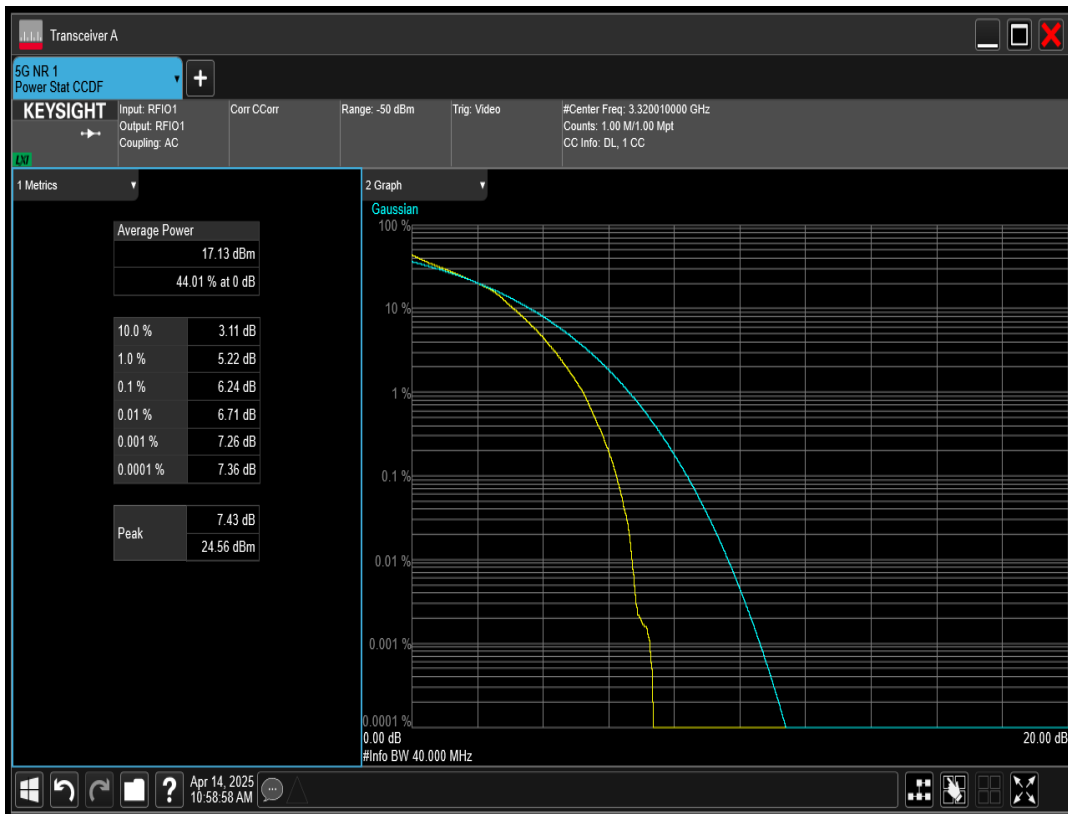 Transceiver A
5G NR 1
Power Stat CCDF
+
KEYSIGHT
LXI
Input: RFIO1
Output: RFIO1
Coupling: AC
Corr CCorr
Range: -50 dBm
Trig: Video
#Center Freq: 3.320010000 GHz
Counts: 1.00 M/1.00 Mpt
CC Info: DL, 1 CC
1 Metrics
Average Power
17.13 dBm
44.01 % at 0 dB
10.0 % 3.11 dB
1.0 % 5.22 dB
0.1 % 6.24 dB
0.01 % 6.71 dB
0.001 % 7.26 dB
0.0001 % 7.36 dB
Peak 7.43 dB
24.56 dBm
2 Graph
Gaussian
100 %
10 %
1 %
0.1 %
0.01 %
0.001 %
0.0001 %
0.00 dB 20.00 dB
#Info BW 40.000 MHz
?
Apr 14, 2025
10:58:58 AM